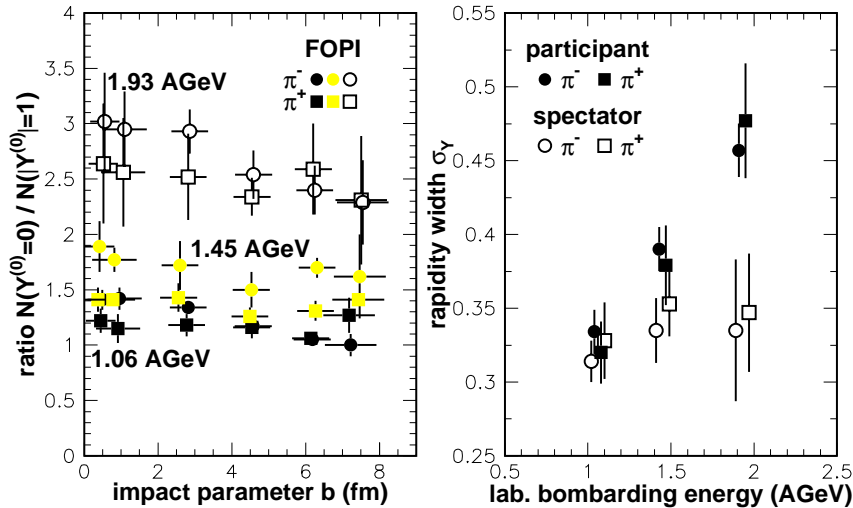 FOPI
1.93 AGeV
π-
π+
1.45 AGeV
1.06 AGeV
ratio N(Y(0)=0) / N(|Y(0)|=1)
0
0.5
1
1.5
2
2.5
3
3.5
4
0 2 4 6 8
impact parameter b (fm)
participant
π- π+
spectator
π- π+
rapidity width σY
0.25
0.3
0.35
0.4
0.45
0.5
0.55
0.5 1 1.5 2 2.5
lab. bombarding energy (AGeV)